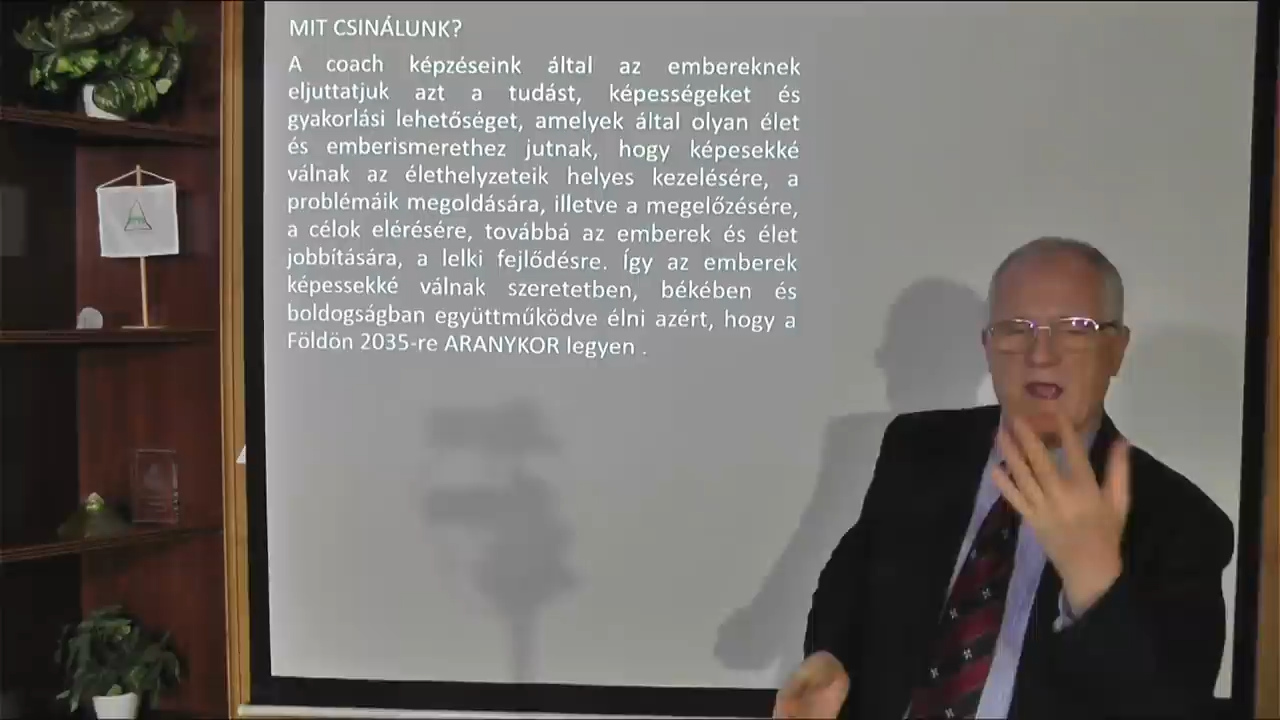 MIT CSINÁLUNK?
A coach képzéseink által az embereknek
eljuttatjuk azt a tudást, képességeket és
gyakorlási lehetőséget, amelyek által olyan élet
és emberismerethez jutnak, hogy képesekké
válnak az élethelyzeteik helyes kezelésére, a
problémáik megoldására, illetve a megelőzésére,
a célok elérésére, továbbá az emberek és élet
jobbítására, a lelki fejlődésre. Így az emberek
képessekké válnak szeretetben, békében és
boldogságban együttműködve élni azért, hogy a
Földön 2035-re ARANYKOR legyen .